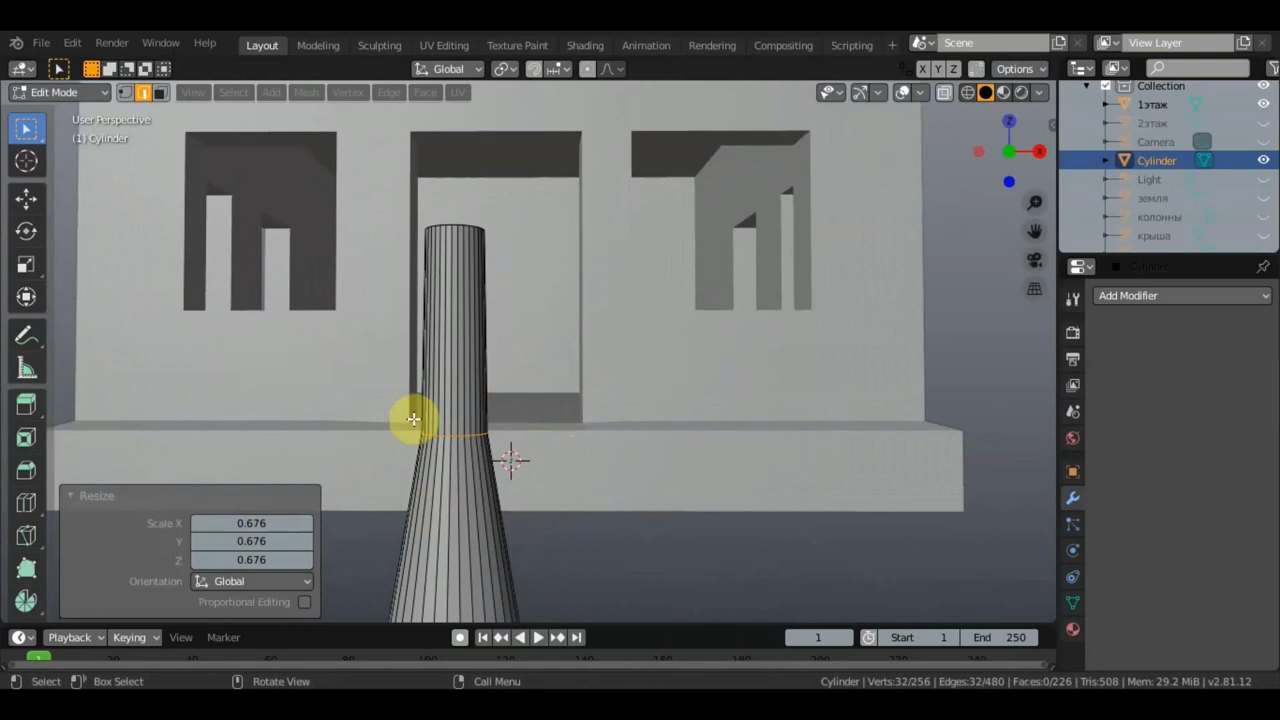 File Edit Render Window Help Layout Modeling Sculpting UV Editing Texture Paint Shading Animation Rendering Compositing Scripting + Scene View Layer
Global X Y Z Options
Edit Mode View Select Add Mesh Vertex Edge Face UV
Collection
1этаж
2этаж
Camera
Cylinder
Light
земля
колонны
крыша
User Perspective
(1) Cylinder
Z
X
Cylinder
Add Modifier
Resize
Scale X 0.676
Y 0.676
Z 0.676
Orientation Global
Proportional Editing
Playback Keying View Marker 1 Start 1 End 250
Select Box Select Rotate View Call Menu Cylinder | Verts:32/256 | Edges:32/480 | Faces:0/226 | Tris:508 | Mem: 29.2 MiB | v2.81.12